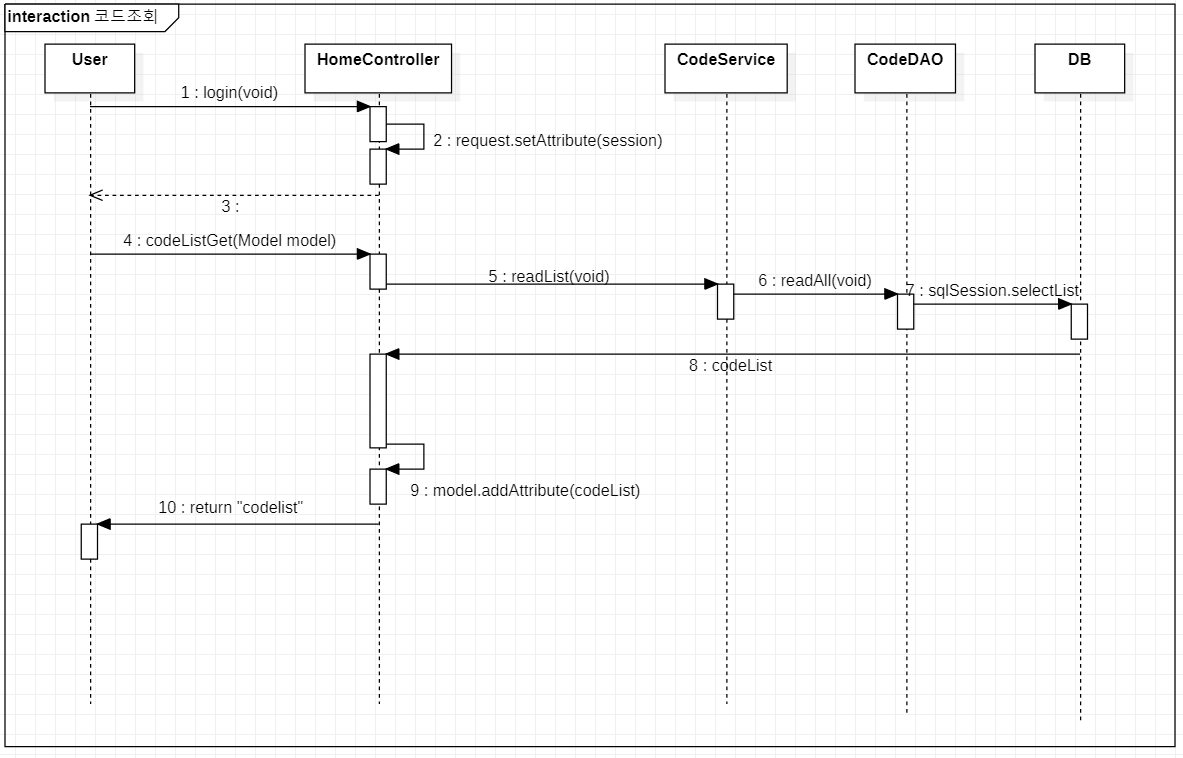 interaction 코드조회
User
HomeController
CodeService
CodeDAO
DB
1 : login(void)
2 : request.setAttribute(session)
3 :
4 : codeListGet(Model model)
5 : readList(void)
6 : readAll(void)
7 : sqlSession.selectList
8 : codeList
9 : model.addAttribute(codeList)
10 : return "codelist"